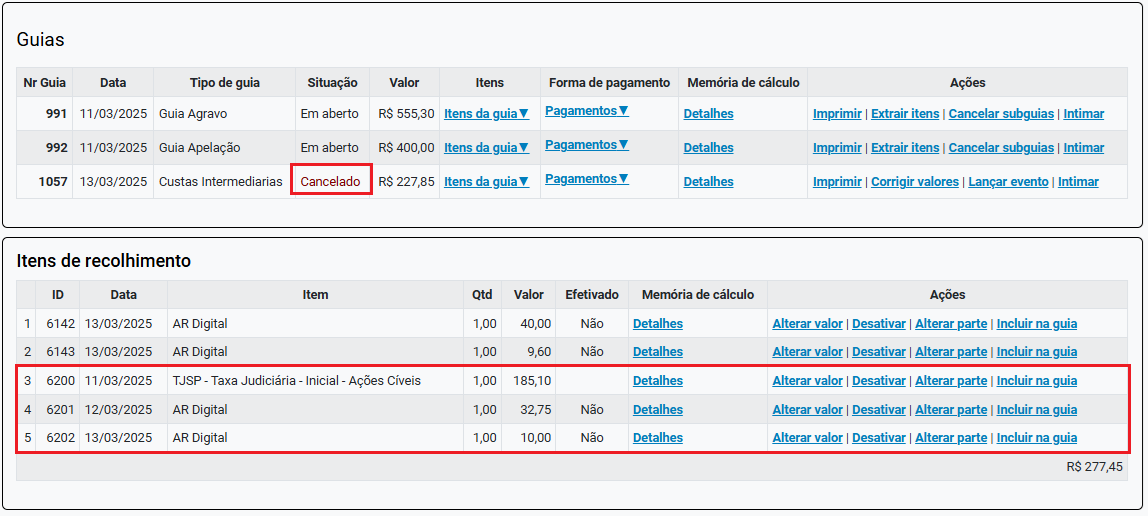 Guias
Nr Guia Data Tipo de guia Situação Valor Itens Forma de pagamento Memória de cálculo Ações
991 11/03/2025 Guia Agravo Em aberto R$ 555,30 Itens da guia▼ Pagamentos▼ Detalhes Imprimir | Extrair itens | Cancelar subguias | Intimar
992 11/03/2025 Guia Apelação Em aberto R$ 400,00 Itens da guia▼ Pagamentos▼ Detalhes Imprimir | Extrair itens | Cancelar subguias | Intimar
1057 13/03/2025 Custas Intermediarias Cancelado R$ 227,85 Itens da guia▼ Pagamentos▼ Detalhes Imprimir | Corrigir valores | Lançar evento | Intimar
Itens de recolhimento
ID Data Item Qtd Valor Efetivado Memória de cálculo Ações
1 6142 13/03/2025 AR Digital 1,00 40,00 Não Detalhes Alterar valor | Desativar | Alterar parte | Incluir na guia
2 6143 13/03/2025 AR Digital 1,00 9,60 Não Detalhes Alterar valor | Desativar | Alterar parte | Incluir na guia
3 6200 11/03/2025 TJSP - Taxa Judiciária - Inicial - Ações Cíveis 1,00 185,10 Detalhes Alterar valor | Desativar | Alterar parte | Incluir na guia
4 6201 12/03/2025 AR Digital 1,00 32,75 Não Detalhes Alterar valor | Desativar | Alterar parte | Incluir na guia
5 6202 13/03/2025 AR Digital 1,00 10,00 Não Detalhes Alterar valor | Desativar | Alterar parte | Incluir na guia
R$ 277,45